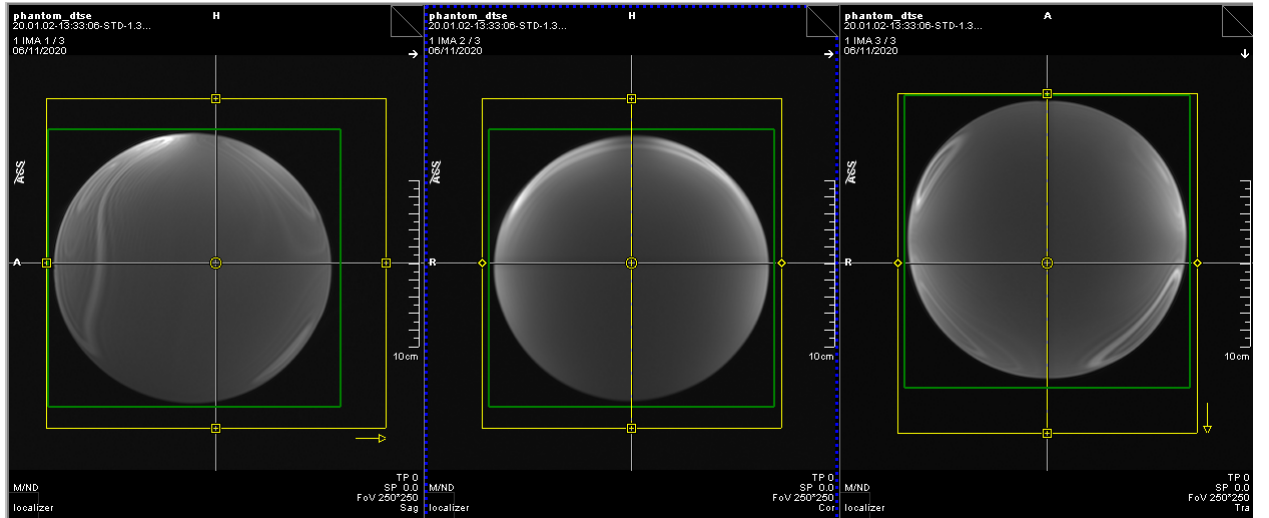 phantom_dtse
20.01.02-13:33:06-STD-1.3...
1 IMA 1 / 3
06/11/2020
H
A
10cm
M/ND
localizer
TP 0
SP 0.0
FoV 250*250
Sag
phantom_dtse
20.01.02-13:33:06-STD-1.3...
1 IMA 2 / 3
06/11/2020
H
R
10cm
M/ND
localizer
TP 0
SP 0.0
FoV 250*250
Cor
phantom_dtse
20.01.02-13:33:06-STD-1.3...
1 IMA 3 / 3
06/11/2020
A
R
10cm
M/ND
localizer
TP 0
SP 0.0
FoV 250*250
Tra